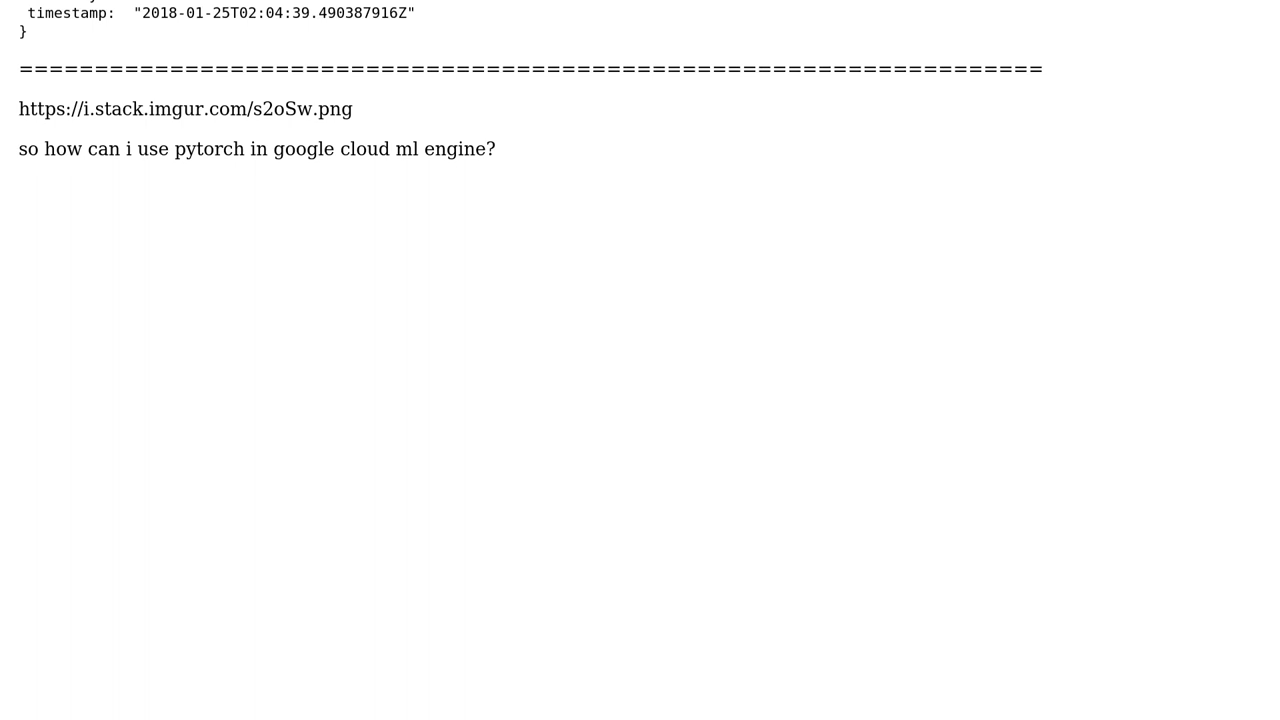 timestamp:  "2018-01-25T02:04:39.490387916Z"
}
====================================================================
https://i.stack.imgur.com/s2oSw.png
so how can i use pytorch in google cloud ml engine?